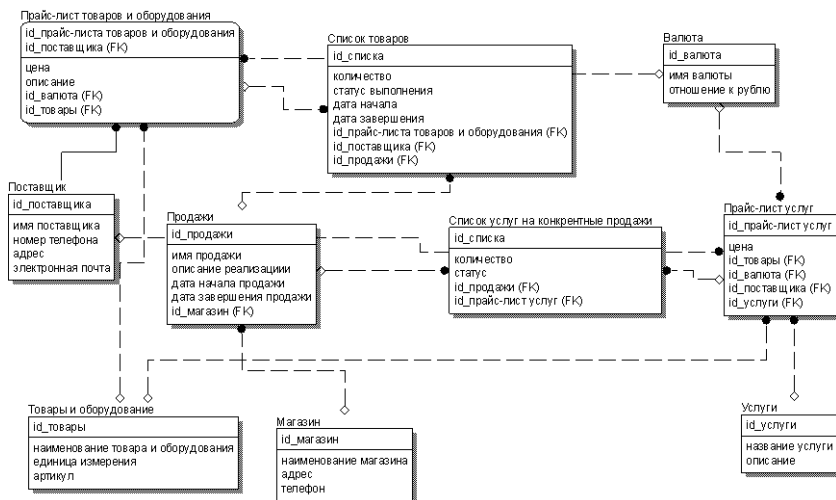 Прайс-лист товаров и оборудования
id_прайс-листа товаров и оборудования
id_поставщика (FK)
цена
описание
id_валюта (FK)
id_товары (FK)
Список товаров
id_списка
количество
статус выполнения
дата начала
дата завершения
id_прайс-листа товаров и оборудования (FK)
id_поставщика (FK)
id_продажи (FK)
Валюта
id_валюта
имя валюты
отношение к рублю
Поставщик
id_поставщика
имя поставщика
номер телефона
адрес
электронная почта
Продажи
id_продажи
имя продажи
описание реализациии
дата начала продажи
дата завершения продажи
id_магазин (FK)
Список услуг на конкрентные продажи
id_списка
количество
статус
id_продажи (FK)
id_прайс-лист услуг (FK)
Прайс-лист услуг
id_прайс-лист услуг
цена
id_товары (FK)
id_валюта (FK)
id_поставщика (FK)
id_услуги (FK)
Товары и оборудование
id_товары
наименование товара и оборудования
единица измерения
артикул
Магазин
id_магазин
наименование магазина
адрес
телефон
Услуги
id_услуги
название услуги
описание